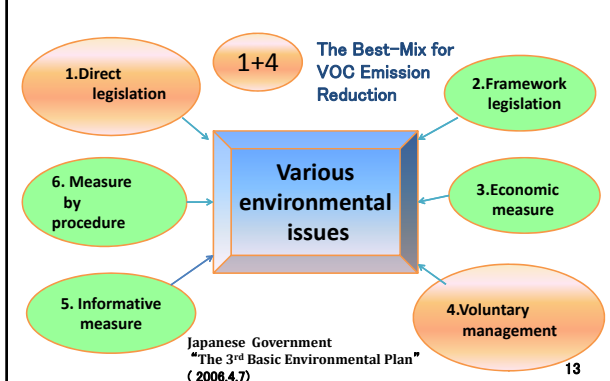 1.Direct
legislation
1+4
The Best-Mix for
VOC Emission
Reduction
2.Framework
legislation
6. Measure
by
procedure
Various
environmental
issues
3.Economic
measure
5. Informative
measure
4.Voluntary
management
Japanese Government
“The 3rd Basic Environmental Plan”
( 2006.4.7)
13